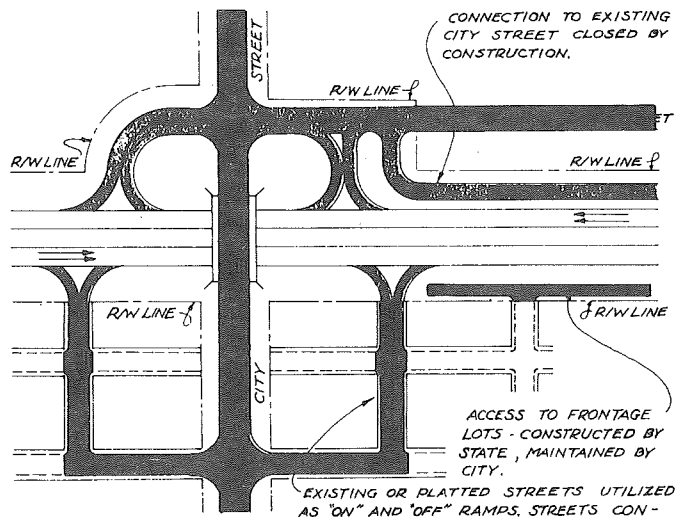 CONNECTION TO EXISTING
CITY STREET CLOSED BY
CONSTRUCTION.
STREET
R/W LINE
R/W LINE
R/W LINE
R/W LINE
R/W LINE
CITY
ACCESS TO FRONTAGE
LOTS - CONSTRUCTED BY
STATE, MAINTAINED BY
CITY.
EXISTING OR PLATTED STREETS UTILIZED
AS "ON" AND "OFF" RAMPS. STREETS CON-